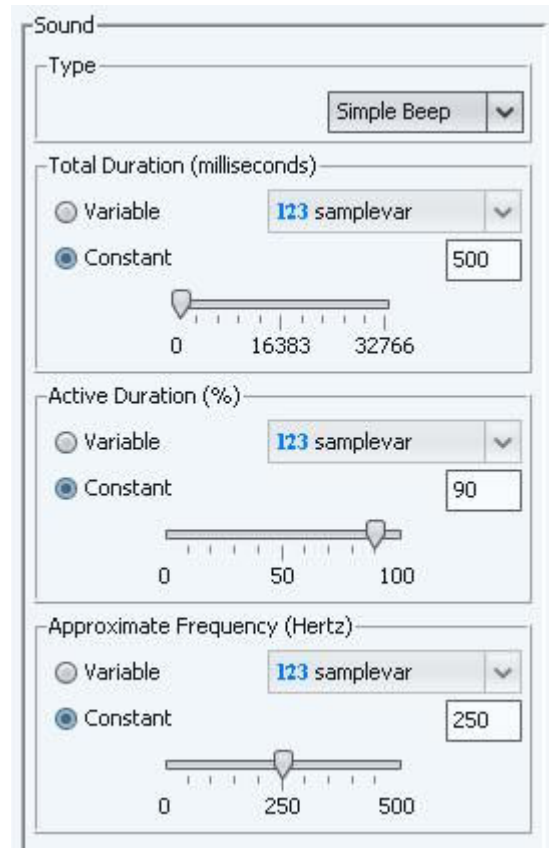 Sound
Type
Simple Beep
Total Duration (milliseconds)
Variable 123 samplevar
Constant 500
0 16383 32766
Active Duration (%)
Variable 123 samplevar
Constant 90
0 50 100
Approximate Frequency (Hertz)
Variable 123 samplevar
Constant 250
0 250 500